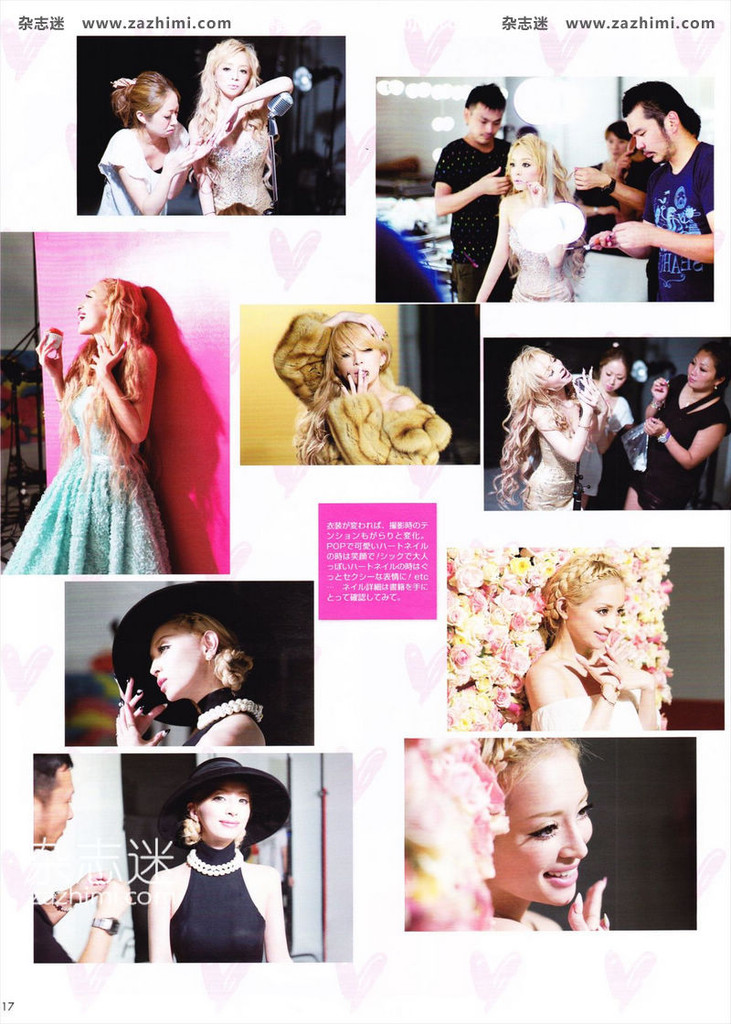 杂志迷 www.zazhimi.com 杂志迷 www.zazhimi.com
衣装が変われば、撮影時のテ
ンションもがらりと変化。
POPで可愛いハートネイル
の時は笑顔で!シックで大人
っぽいハートネイルの時はぐ
っとセクシーな表情に/etc
ネイル詳細は書籍を手に
とって確認してみて。
杂志迷
zazhimi.com
17